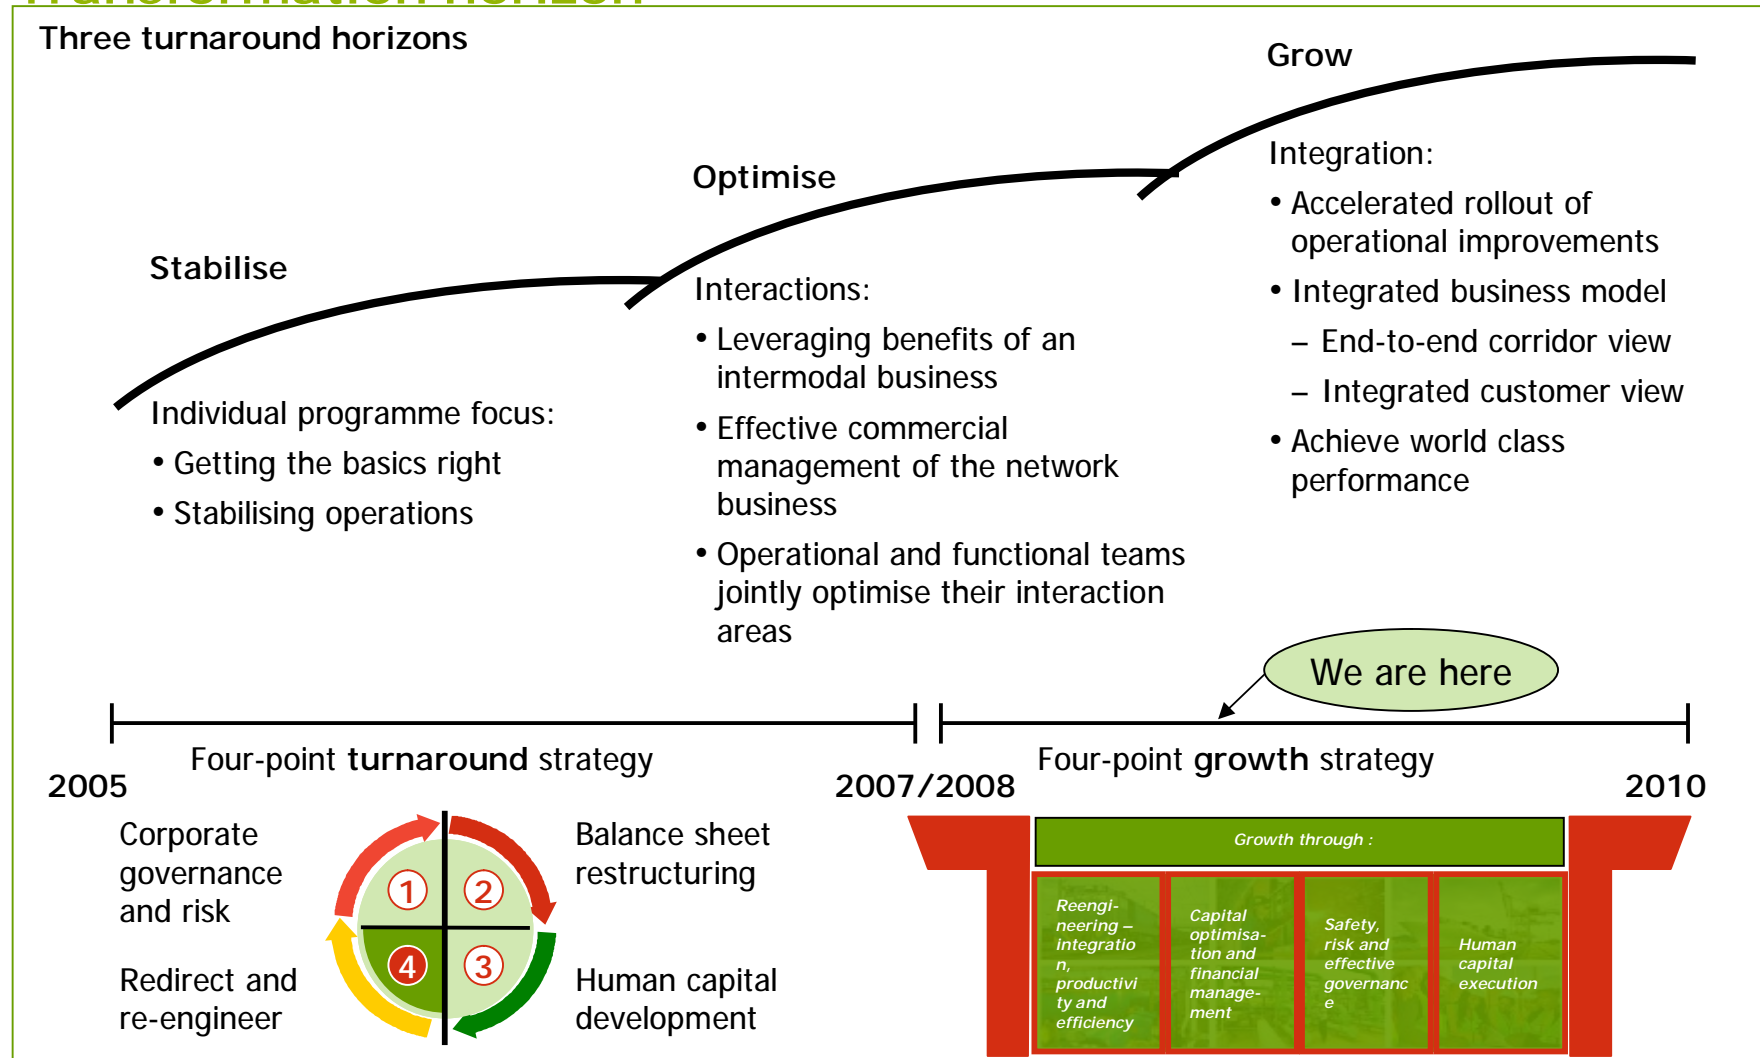 Transformation horizon
Three turnaround horizons
Grow
Integration:
• Accelerated rollout of
operational improvements
• Integrated business model
– End-to-end corridor view
– Integrated customer view
• Achieve world class
performance
Optimise
Interactions:
• Leveraging benefits of an
intermodal business
• Effective commercial
management of the network
business
• Operational and functional teams
jointly optimise their interaction
areas
Stabilise
Individual programme focus:
• Getting the basics right
• Stabilising operations
We are here
Four-point turnaround strategy
Four-point growth strategy
2005
2007/2008
2010
Corporate
governance
and risk
Balance sheet
restructuring
1
2
4
3
Redirect and
re-engineer
Human capital
development
Growth through :
Reengi-
neering –
integratio
n,
productivi
ty and
efficiency
Capital
optimisa-
tion and
financial
manage-
ment
Safety,
risk and
effective
governanc
e
Human
capital
execution